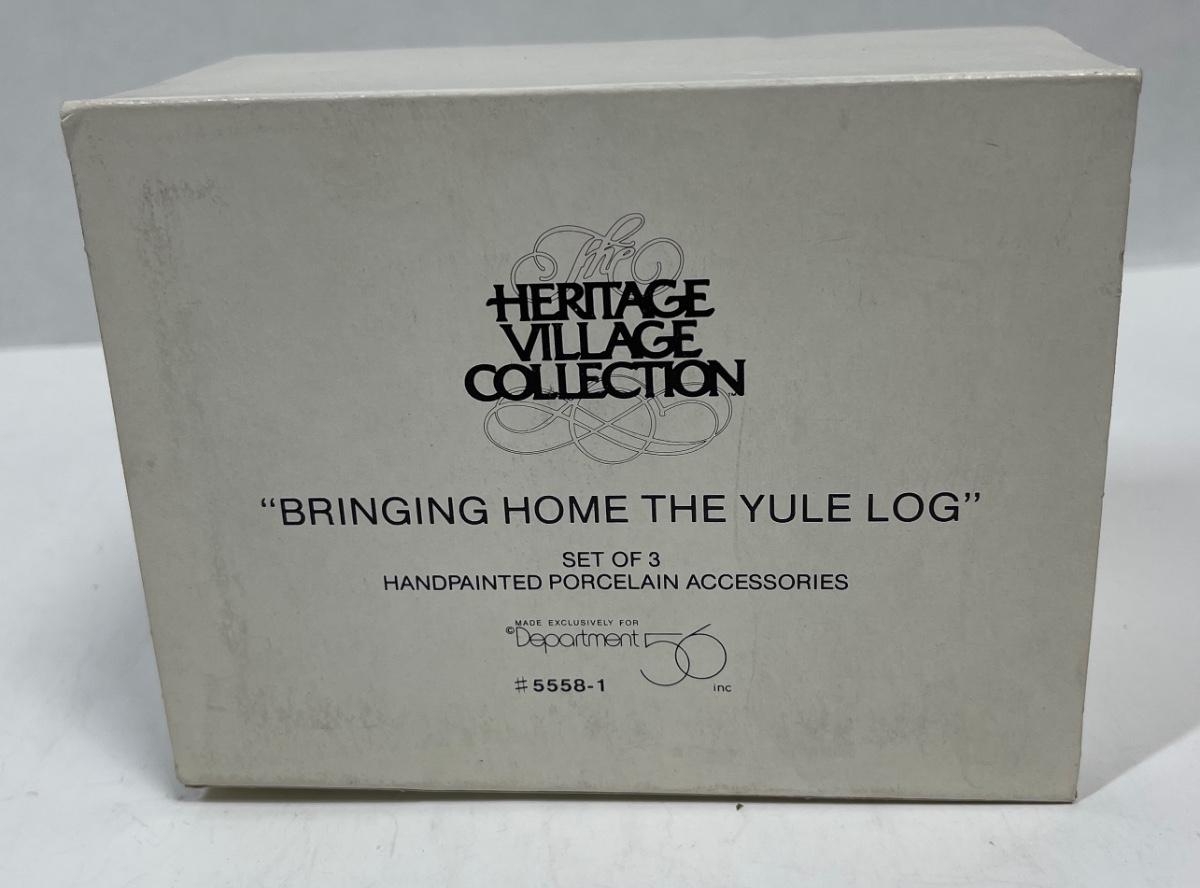 The
HERITAGE
VILLAGE
COLLECTION
“BRINGING HOME THE YULE LOG”
SET OF 3
HANDPAINTED PORCELAIN ACCESSORIES
MADE EXCLUSIVELY FOR
©Department 56
#5558-1 inc